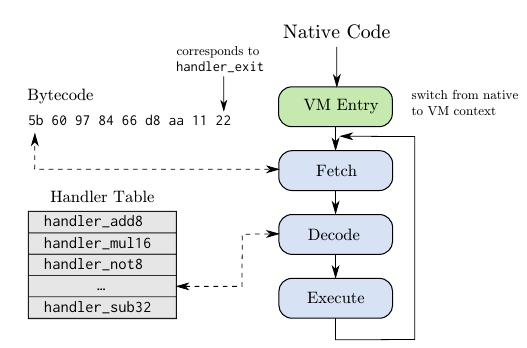 Native Code
corresponds to
handler_exit
Bytecode
5b 60 97 84 66 d8 aa 11 22
VM Entry
switch from native
to VM context
Fetch
Handler Table
handler_add8
handler_mul16
handler_not8
…
handler_sub32
Decode
Execute